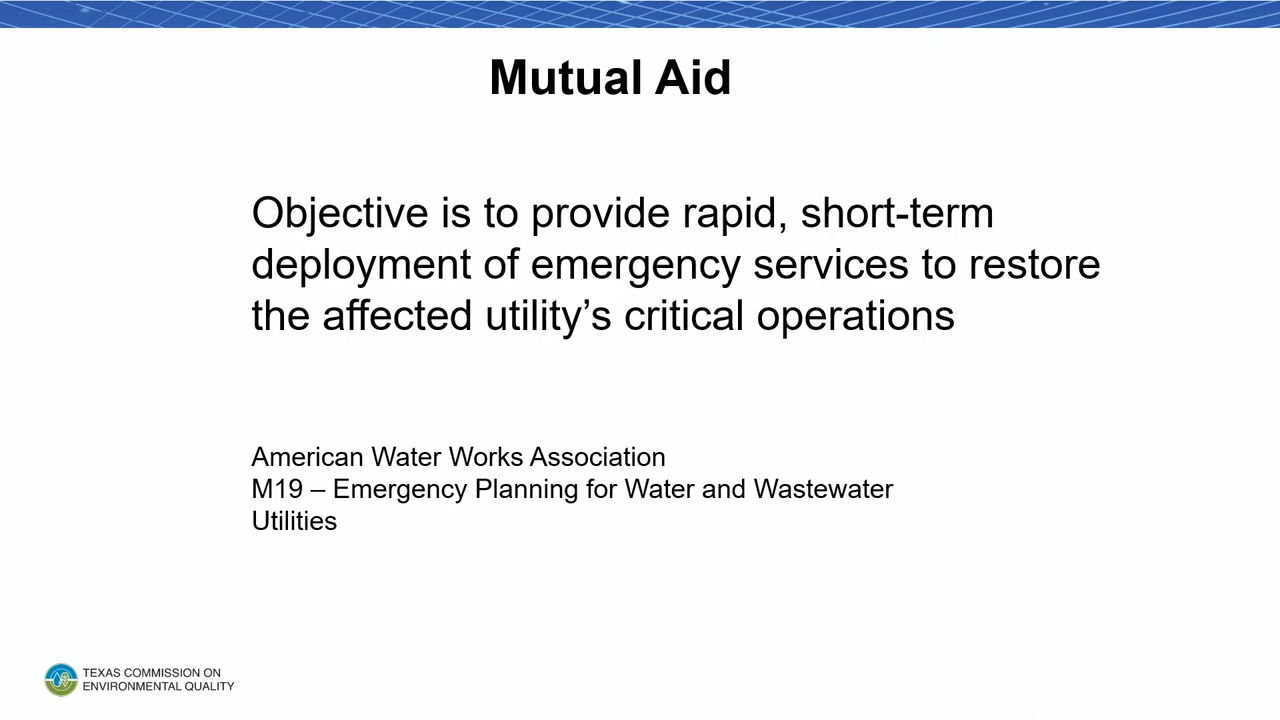 Mutual Aid
Objective is to provide rapid, short-term
deployment of emergency services to restore
the affected utility’s critical operations
American Water Works Association
M19 – Emergency Planning for Water and Wastewater
Utilities
TEXAS COMMISSION ON
ENVIRONMENTAL QUALITY